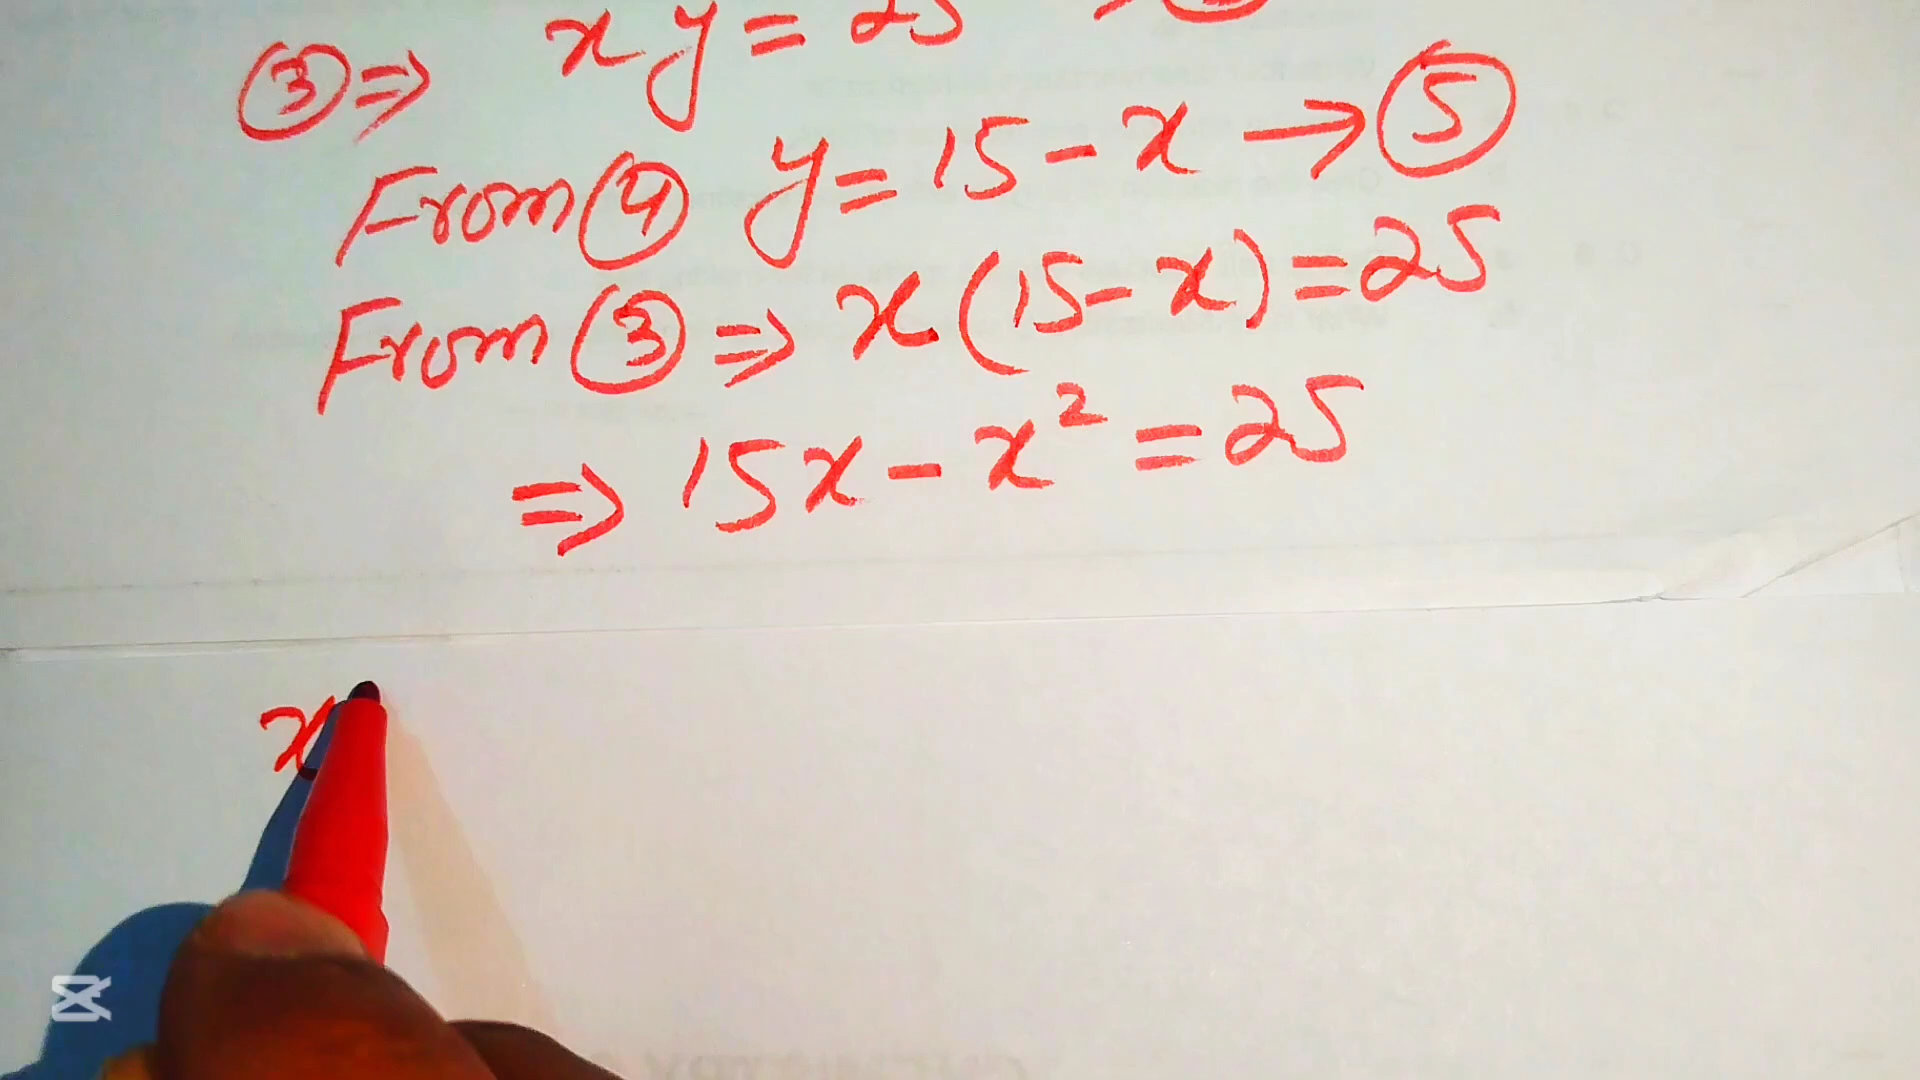 xy = 25
③ ⇒
From ④ y = 15 - x → ⑤
From ③ ⇒ x(15 - x) = 25
⇒ 15x - x² = 25
x